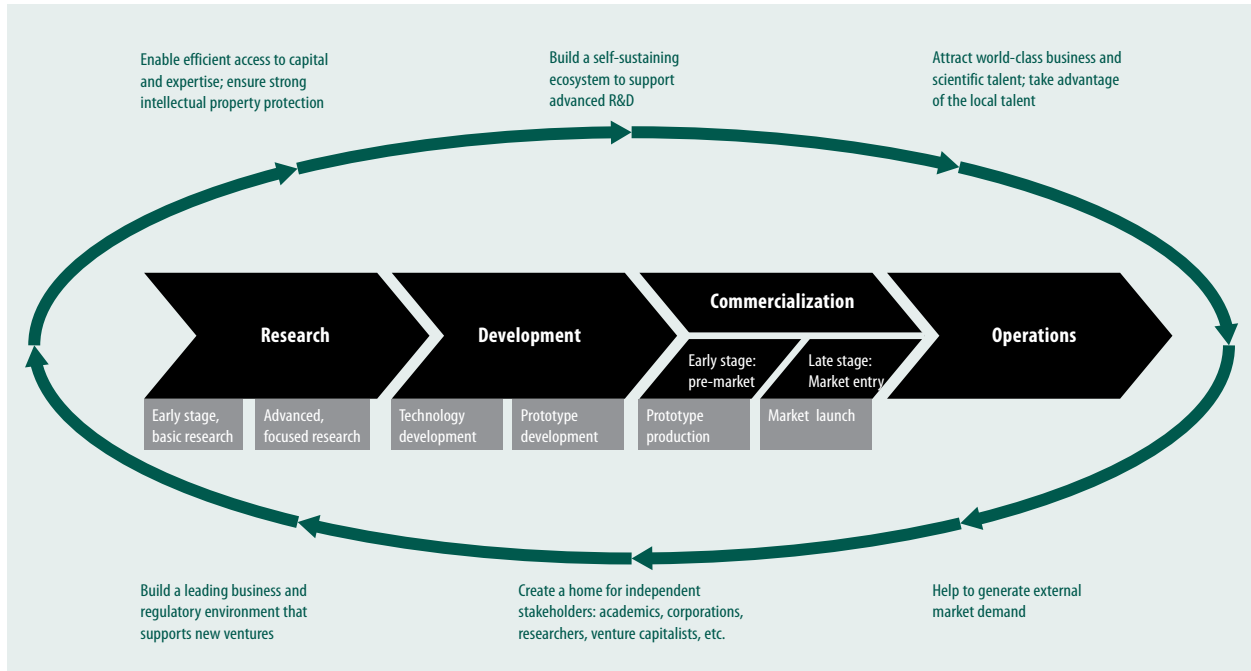 Enable efficient access to capital
and expertise; ensure strong
intellectual property protection
Build a self-sustaining
ecosystem to support
advanced R&D
Attract world-class business and
scientific talent; take advantage
of the local talent
Research
Development
Commercialization
Early stage:
pre-market
Late stage:
Market entry
Operations
Early stage,
basic research
Advanced,
focused research
Technology
development
Prototype
development
Prototype
production
Market launch
Build a leading business and
regulatory environment that
supports new ventures
Create a home for independent
stakeholders: academics, corporations,
researchers, venture capitalists, etc.
Help to generate external
market demand